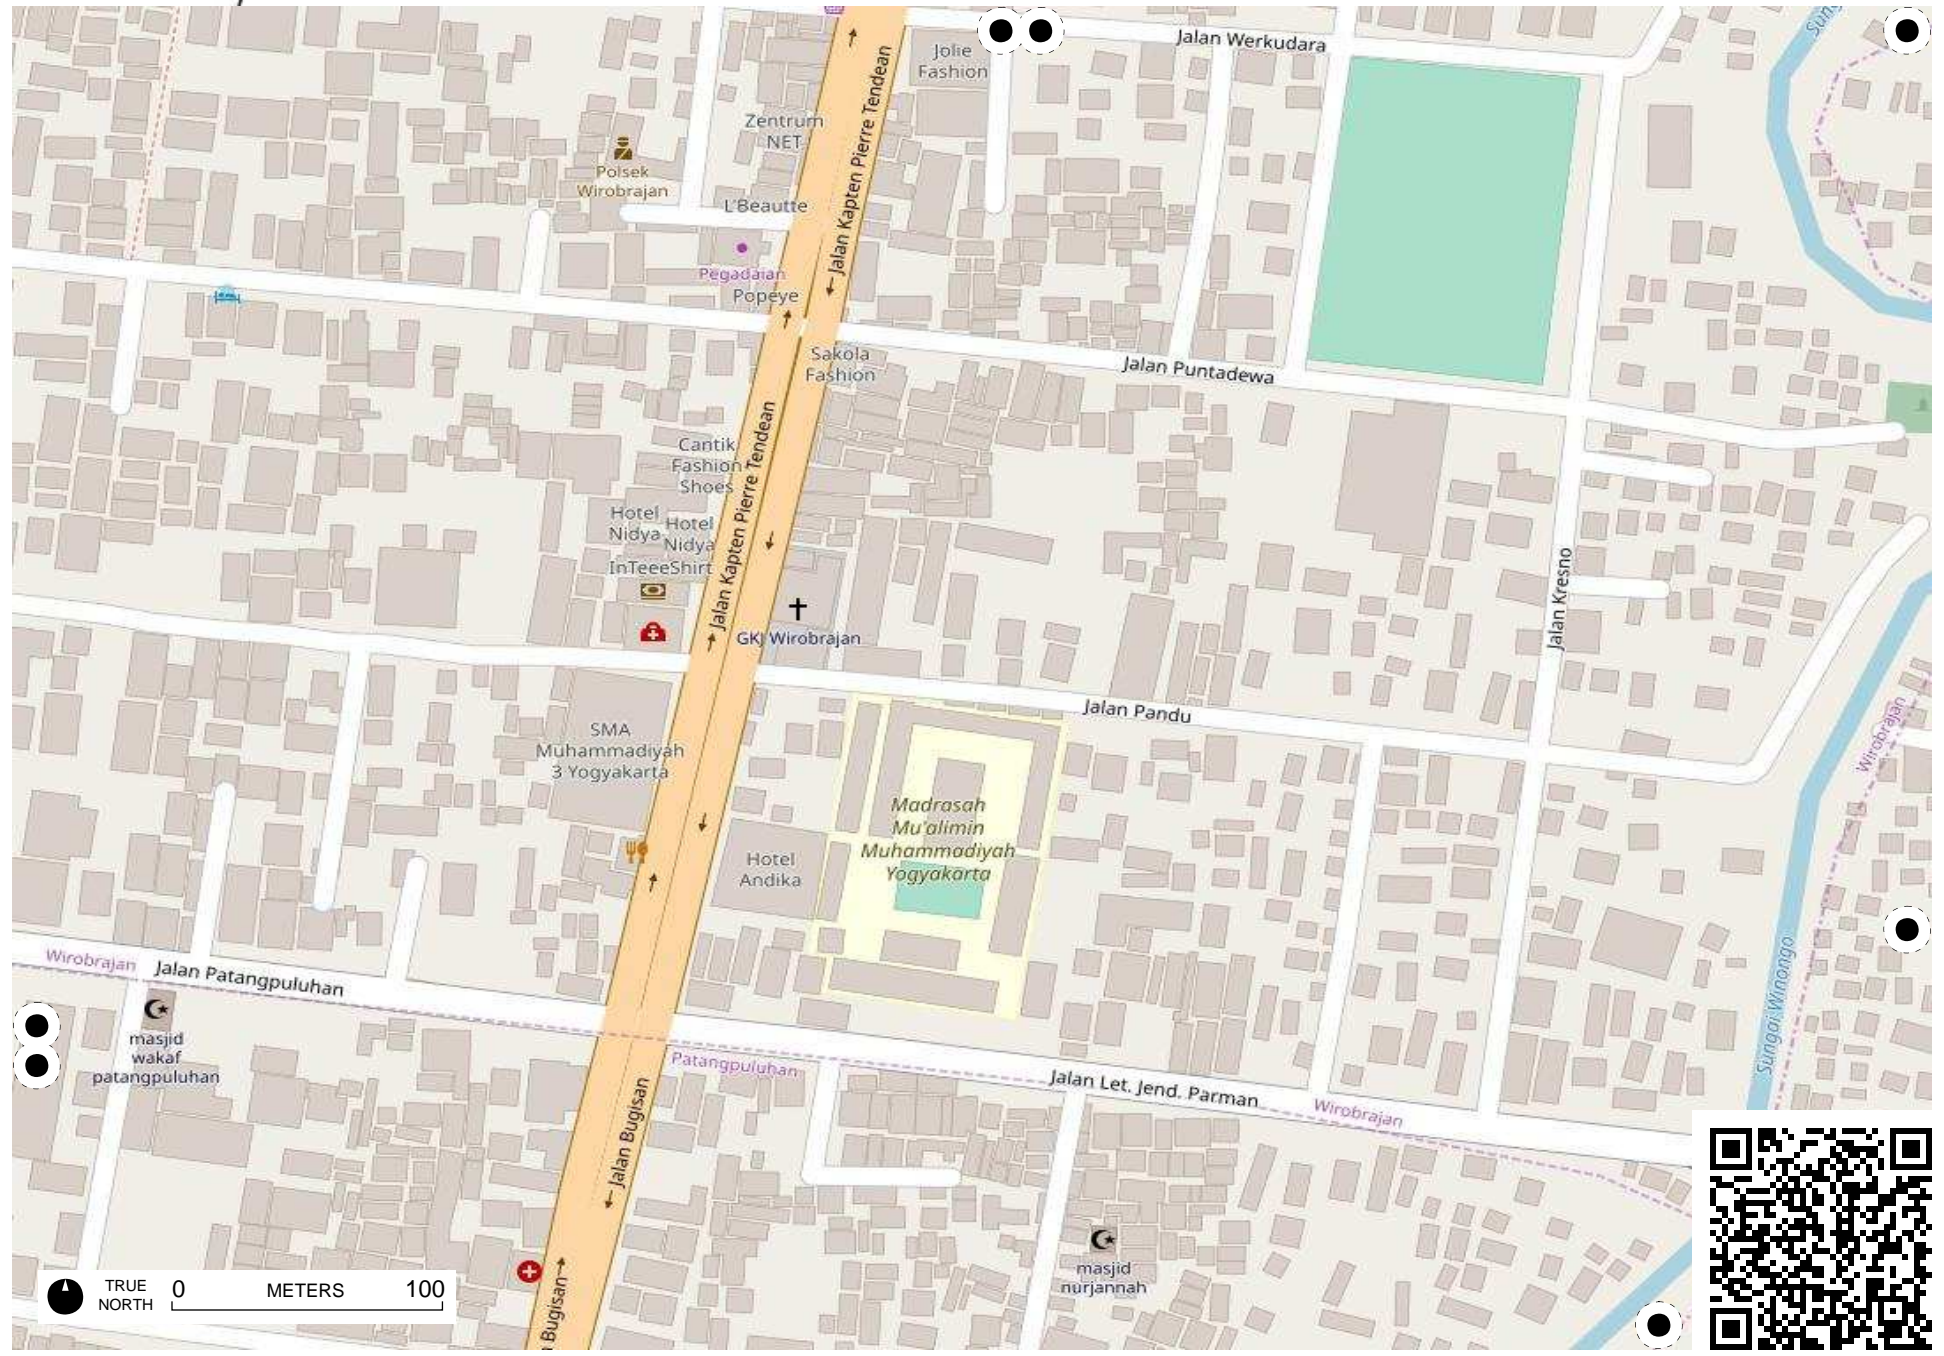 Sung
Jalan Werkudara
Jolie
Fashion
Jalan Kapten Pierre Tendean
Zentrum
NET
Polsek
Wirobrajan
L'Beautte
Pegadaian
Popeye
Sakola
Fashion
Jalan Puntadewa
Jalan Kapten Pierre Tendean
Cantik
Fashion
Shoes
Hotel
Nidya
Hotel
Nidya
InTeeeShirt
GKJ Wirobrajan
Jalan Kresno
Jalan Pandu
Wirobrajan
SMA
Muhammadiyah
3 Yogyakarta
Madrasah
Mu'alimin
Muhammadiyah
Yogyakarta
Hotel
Andika
Wirobrajan
Jalan Patangpuluhan
Sungai Winongo
masjid
wakaf
patangpuluhan
Patangpuluhan
Jalan Let. Jend. Parman
Wirobrajan
Jalan Bugisan
masjid
nurjannah
Bugisan
TRUE
NORTH
0 METERS 100